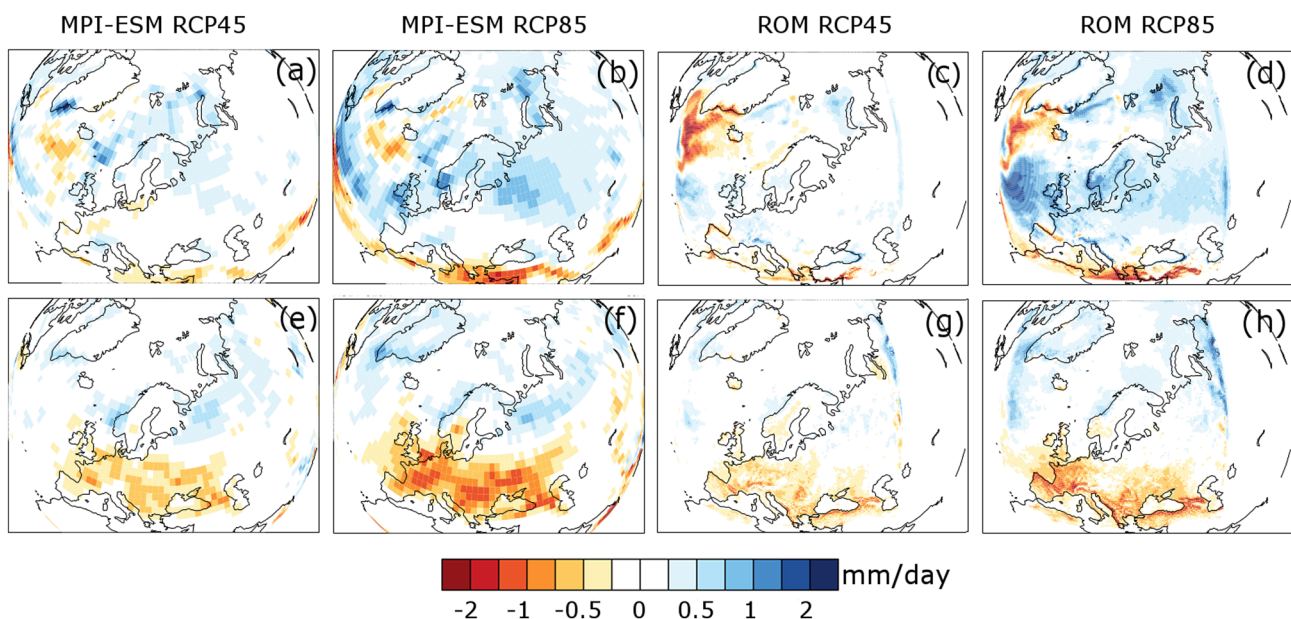 MPI-ESM RCP45 MPI-ESM RCP85 ROM RCP45 ROM RCP85
(a) (b) (c) (d)
(e) (f) (g) (h)
mm/day
-2 -1 -0.5 0 0.5 1 2